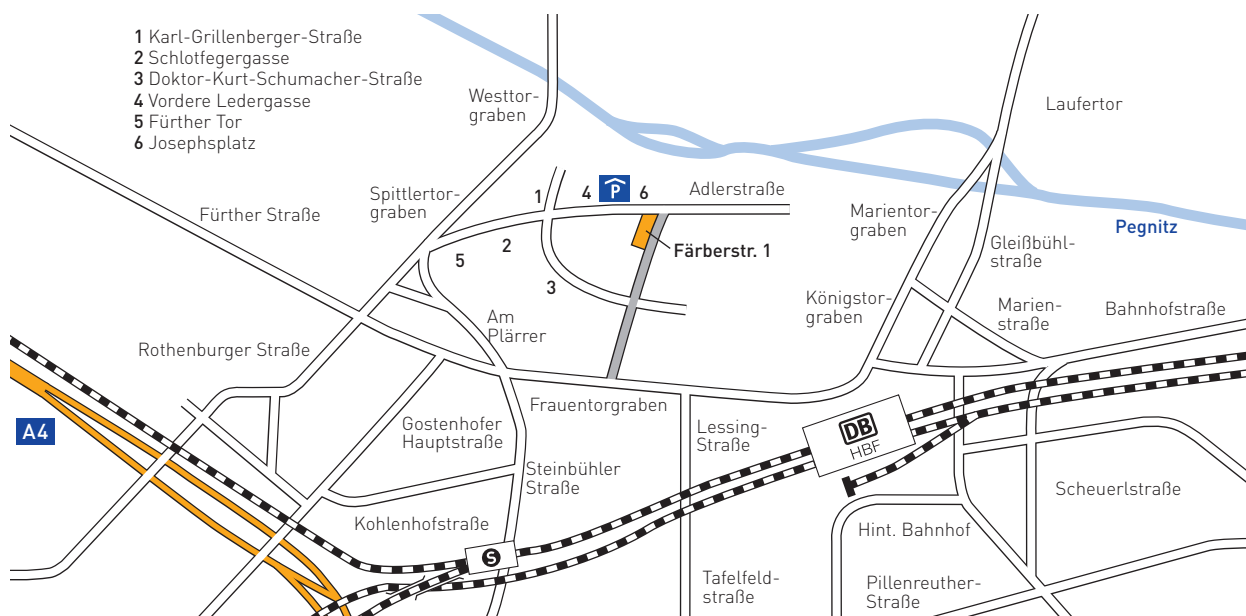 1 Karl-Grillenberger-Straße
2 Schlotfegergasse
3 Doktor-Kurt-Schumacher-Straße
4 Vordere Ledergasse
5 Fürther Tor
6 Josephsplatz
Westtor-
graben
Laufertor
Spittlertor-
graben
Fürther Straße
1
4
P
6
Adlerstraße
Marientor-
graben
Pegnitz
Gleißbühl-
straße
2
5
3
Färberstr. 1
Königstor-
graben
Marien-
straße
Bahnhofstraße
Am
Plärrer
Rothenburger Straße
Frauentorgraben
A4
Gostenhofer
Hauptstraße
Lessing-
Straße
DB
HBF
Steinbühler
Straße
Scheuerlstraße
Kohlenhofstraße
Hint. Bahnhof
S
Tafelfeld-
straße
Pillenreuther-
Straße